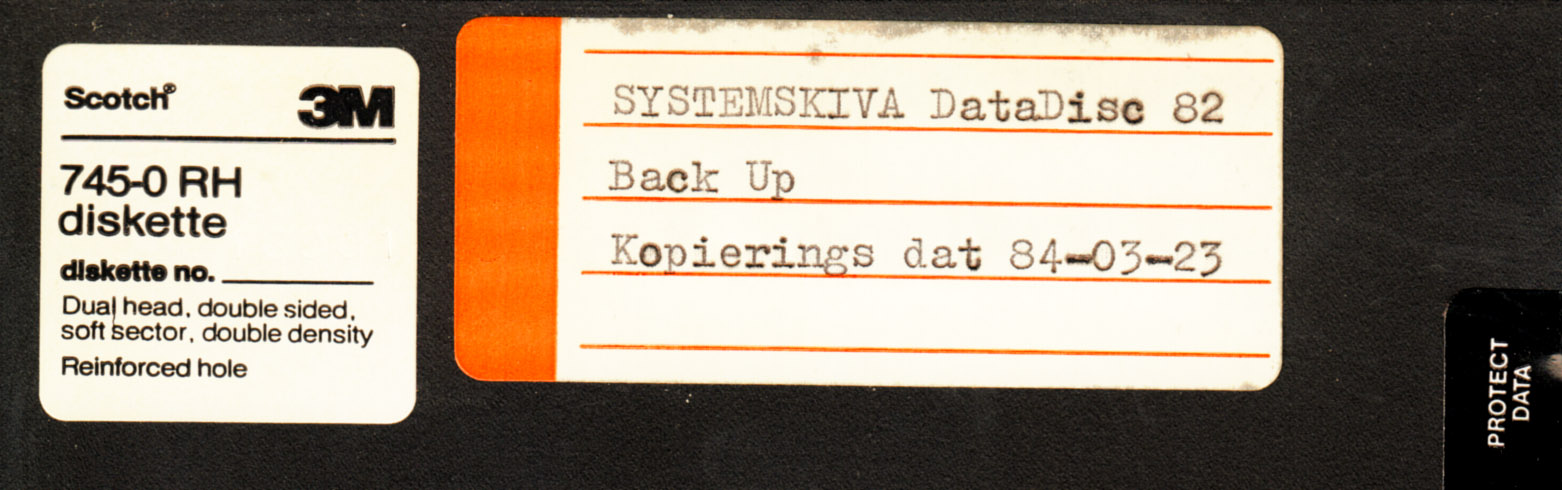 Scotch® 3M
745-0 RH
diskette
diskette no.
Dual head, double sided,
soft sector, double density
Reinforced hole
SYSTEMSKIVA DataDisc 82
Back Up
Kopierings dat 84-03-23
PROTECT
DATA